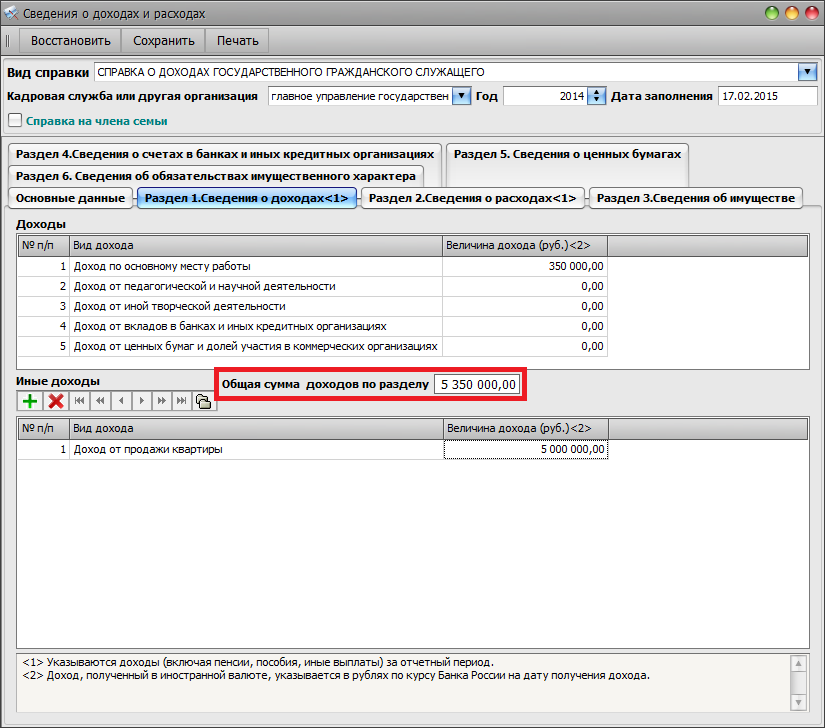 Сведения о доходах и расходах
Восстановить Сохранить Печать
Вид справки СПРАВКА О ДОХОДАХ ГОСУДАРСТВЕННОГО ГРАЖДАНСКОГО СЛУЖАЩЕГО
Кадровая служба или другая организация главное управление государствен Год 2014 Дата заполнения 17.02.2015
Справка на члена семьи
Раздел 4.Сведения о счетах в банках и иных кредитных организациях Раздел 5. Сведения о ценных бумагах
Раздел 6. Сведения об обязательствах имущественного характера
Основные данные Раздел 1.Сведения о доходах<1> Раздел 2.Сведения о расходах<1> Раздел 3.Сведения об имуществе
Доходы
№ п/п Вид дохода Величина дохода (руб.)<2>
1 Доход по основному месту работы 350 000,00
2 Доход от педагогической и научной деятельности 0,00
3 Доход от иной творческой деятельности 0,00
4 Доход от вкладов в банках и иных кредитных организациях 0,00
5 Доход от ценных бумаг и долей участия в коммерческих организациях 0,00
Иные доходы Общая сумма доходов по разделу 5 350 000,00
№ п/п Вид дохода Величина дохода (руб.)<2>
1 Доход от продажи квартиры 5 000 000,00
<1> Указываются доходы (включая пенсии, пособия, иные выплаты) за отчетный период.
<2> Доход, полученный в иностранной валюте, указывается в рублях по курсу Банка России на дату получения дохода.